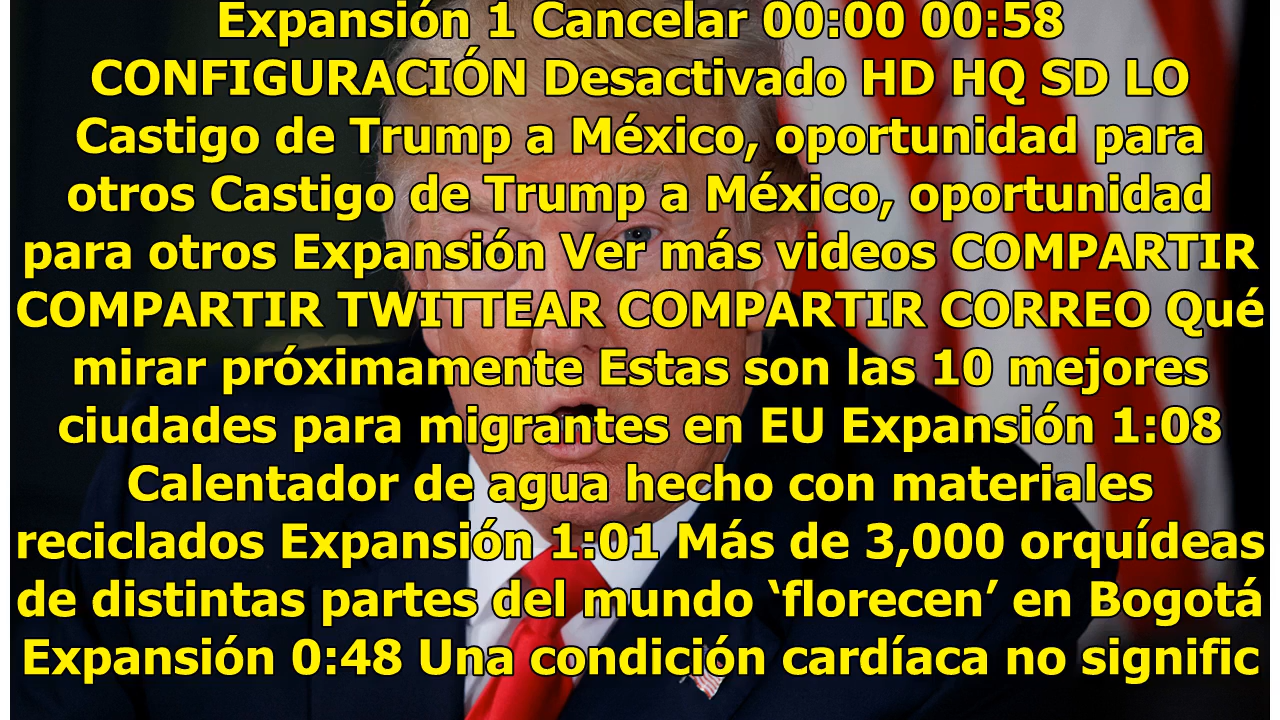 Expansión 1 Cancelar 00:00 00:58
CONFIGURACIÓN Desactivado HD HQ SD LO
Castigo de Trump a México, oportunidad para
otros Castigo de Trump a México, oportunidad
para otros Expansión Ver más videos COMPARTIR
COMPARTIR TWITTEAR COMPARTIR CORREO Qué
mirar próximamente Estas son las 10 mejores
ciudades para migrantes en EU Expansión 1:08
Calentador de agua hecho con materiales
reciclados Expansión 1:01 Más de 3,000 orquídeas
de distintas partes del mundo ‘florecen’ en Bogotá
Expansión 0:48 Una condición cardíaca no signific